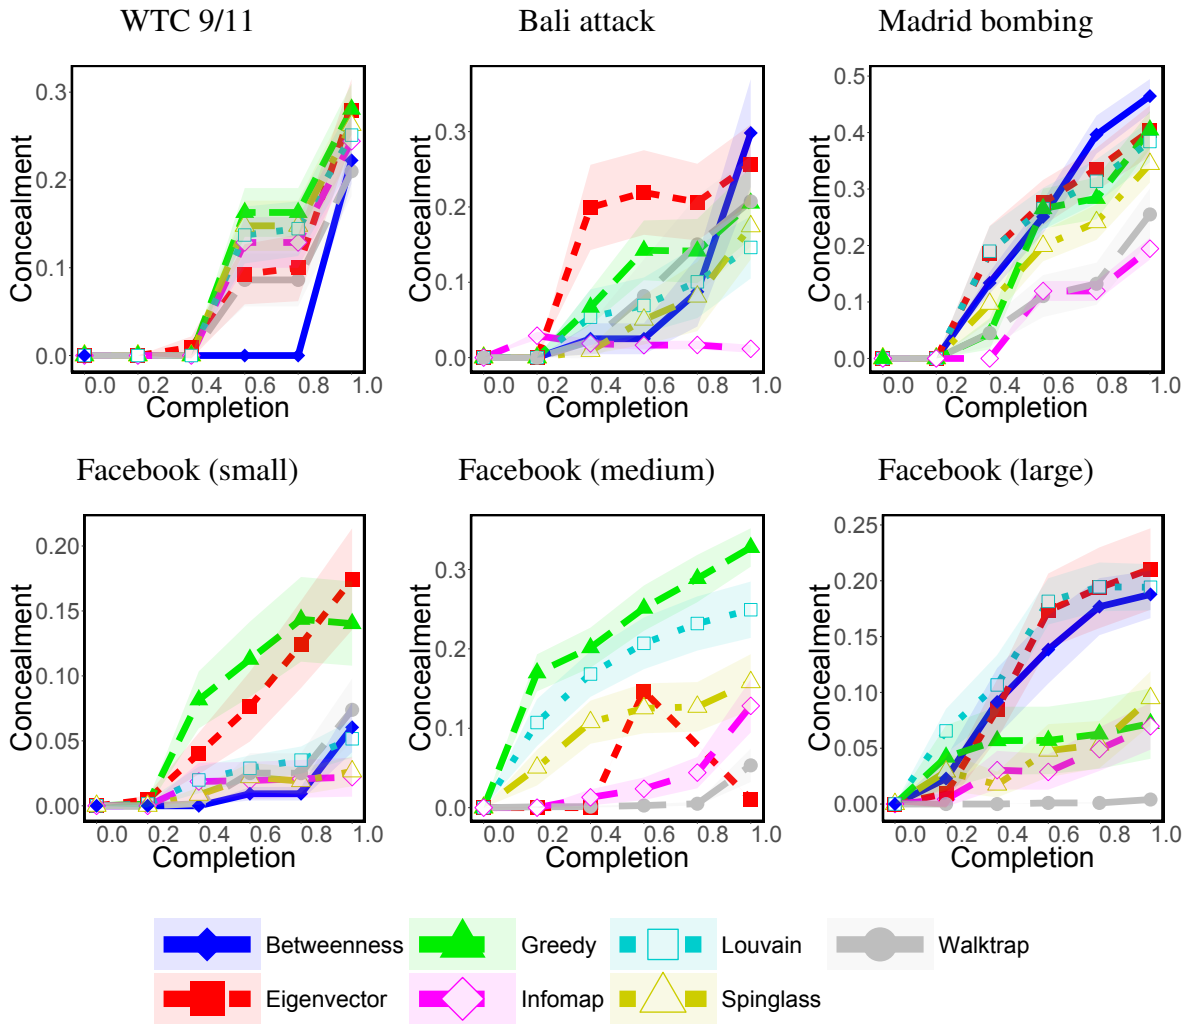 WTC 9/11 Bali attack Madrid bombing
Concealment 0.3 0.2 0.1 0.0
0.0 0.2 0.4 0.6 0.8 1.0
Completion
Concealment 0.3 0.2 0.1 0.0
0.0 0.2 0.4 0.6 0.8 1.0
Completion
Concealment 0.5 0.4 0.3 0.2 0.1 0.0
0.0 0.2 0.4 0.6 0.8 1.0
Completion
Facebook (small) Facebook (medium) Facebook (large)
Concealment 0.20 0.15 0.10 0.05 0.00
0.0 0.2 0.4 0.6 0.8 1.0
Completion
Concealment 0.3 0.2 0.1 0.0
0.0 0.2 0.4 0.6 0.8 1.0
Completion
Concealment 0.25 0.20 0.15 0.10 0.05 0.00
0.0 0.2 0.4 0.6 0.8 1.0
Completion
Betweenness Greedy Louvain Walktrap
Eigenvector Infomap Spinglass